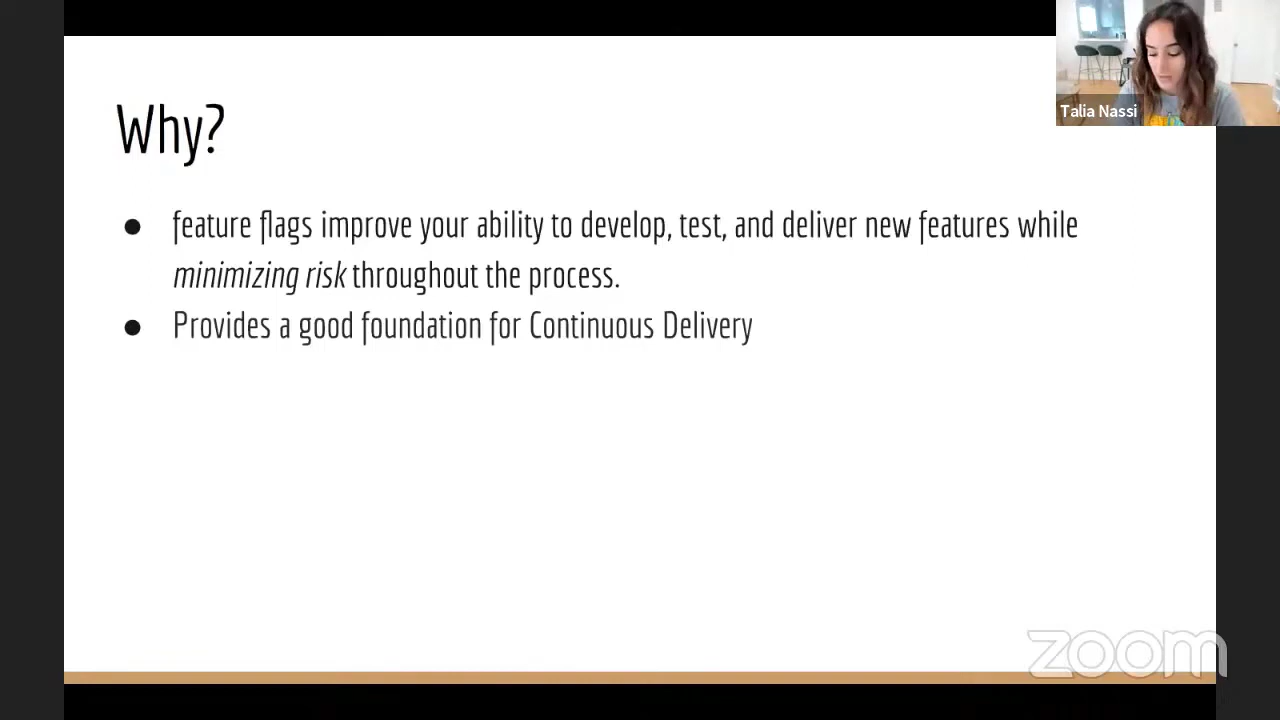 Talia Nassi
Why?
● feature flags improve your ability to develop, test, and deliver new features while
minimizing risk throughout the process.
● Provides a good foundation for Continuous Delivery
zoom